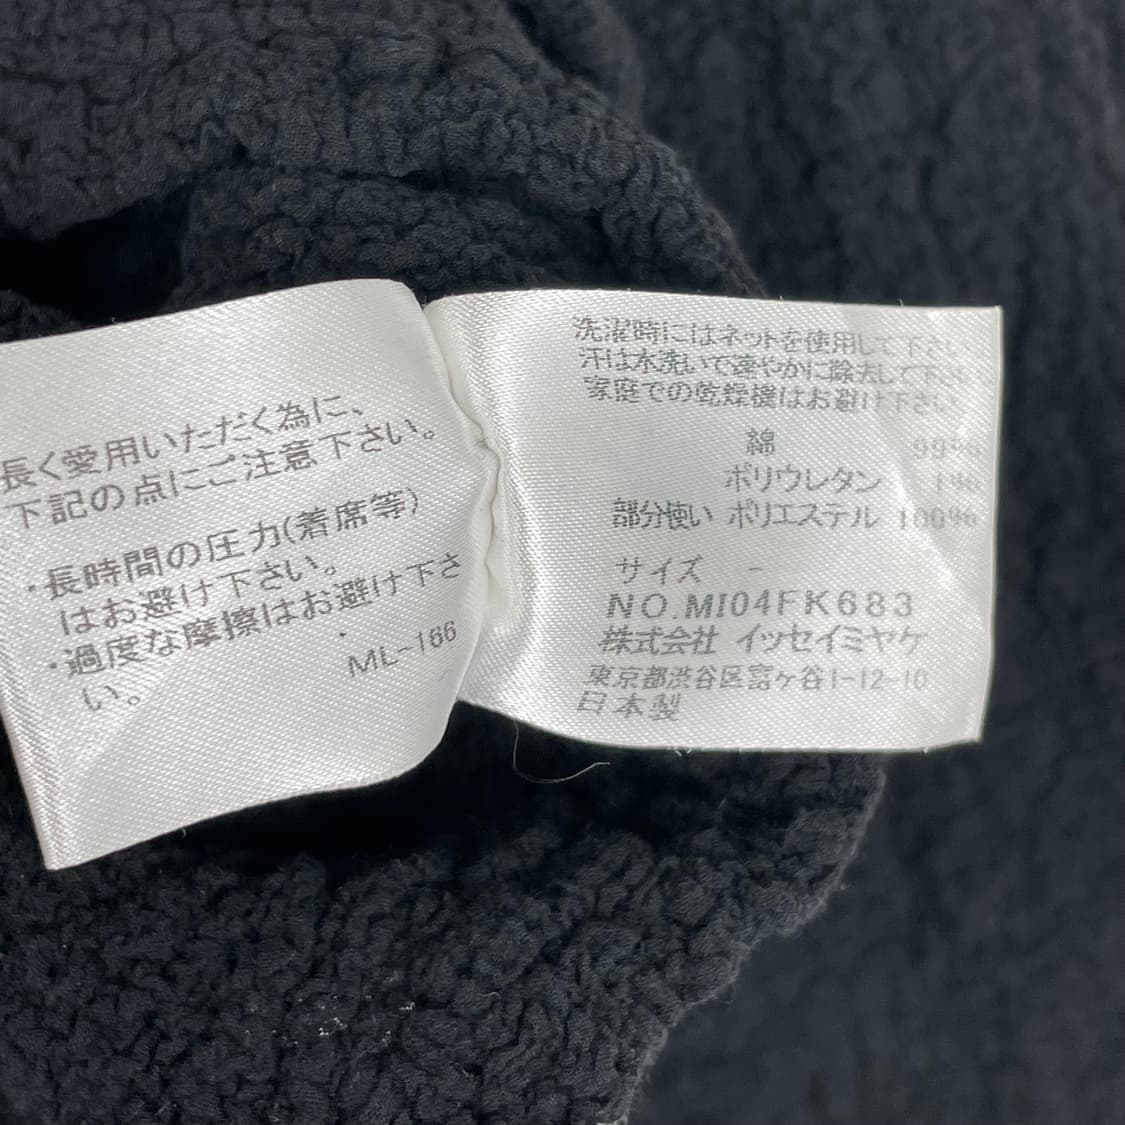 長く愛用いただく為に、
下記の点にご注意下さい。
・長時間の圧力(着席等)
はお避け下さい。
・過度な摩擦はお避け下さ
い。
ML-166
洗濯時にはネットを使用して下さい
汗は水洗いで速やかに除去して下さい
家庭での乾燥機はお避け下さい
綿 99%
ポリウレタン 1%
部分使い ポリエステル 100%
サイズ -
NO.MI04FK683
株式会社 イッセイミヤケ
東京都渋谷区富ヶ谷1-12-10
日本製